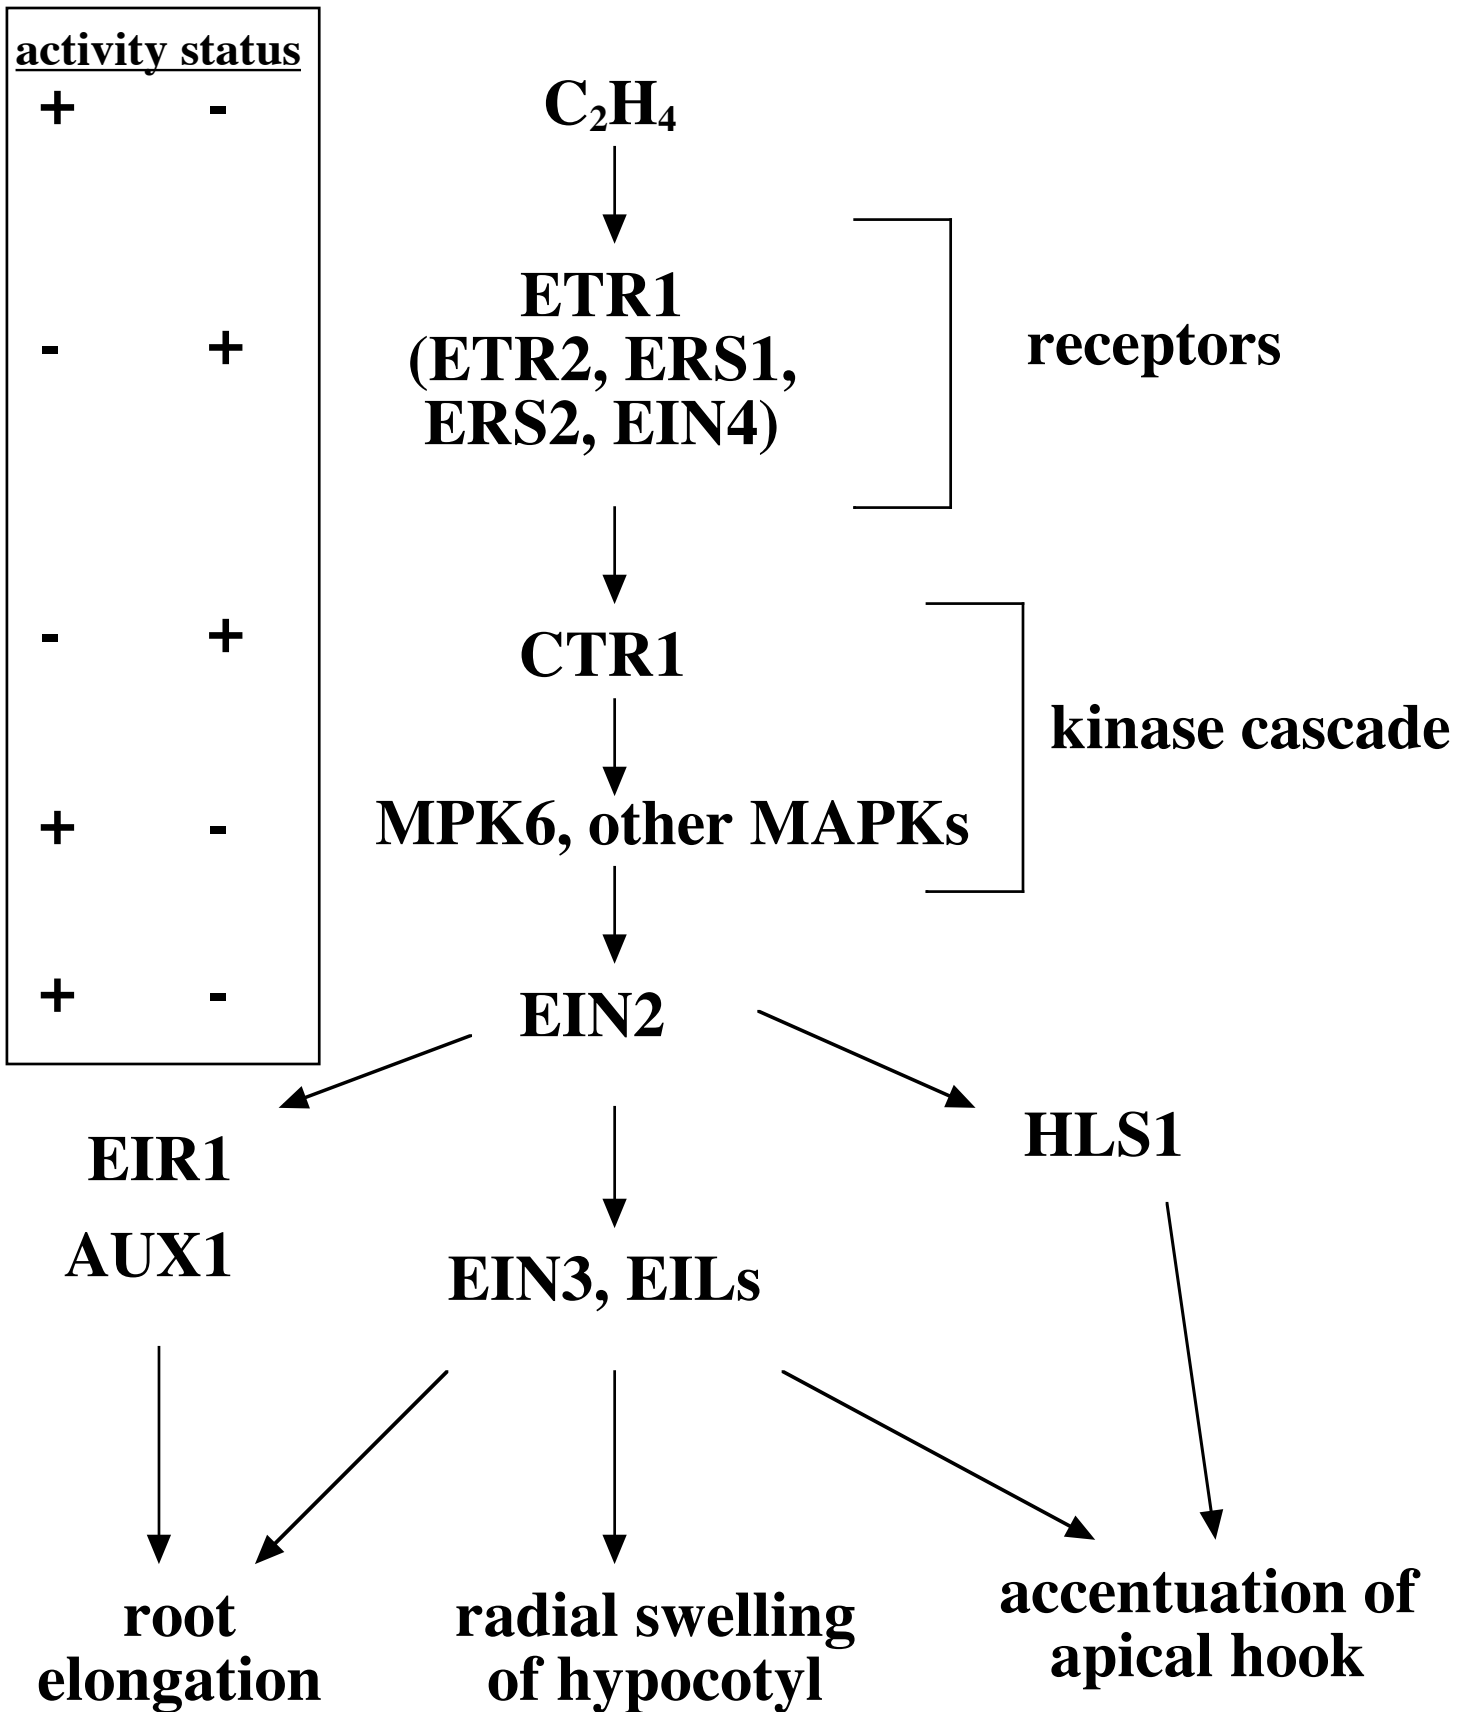 activity status
+ -
C₂H₄
ETR1
- +
(ETR2, ERS1,
receptors
ERS2, EIN4)
- +
CTR1
kinase cascade
+ -
MPK6, other MAPKs
+ -
EIN2
HLS1
EIR1
AUX1
EIN3, EILs
root
elongation
radial swelling
of hypocotyl
accentuation of
apical hook